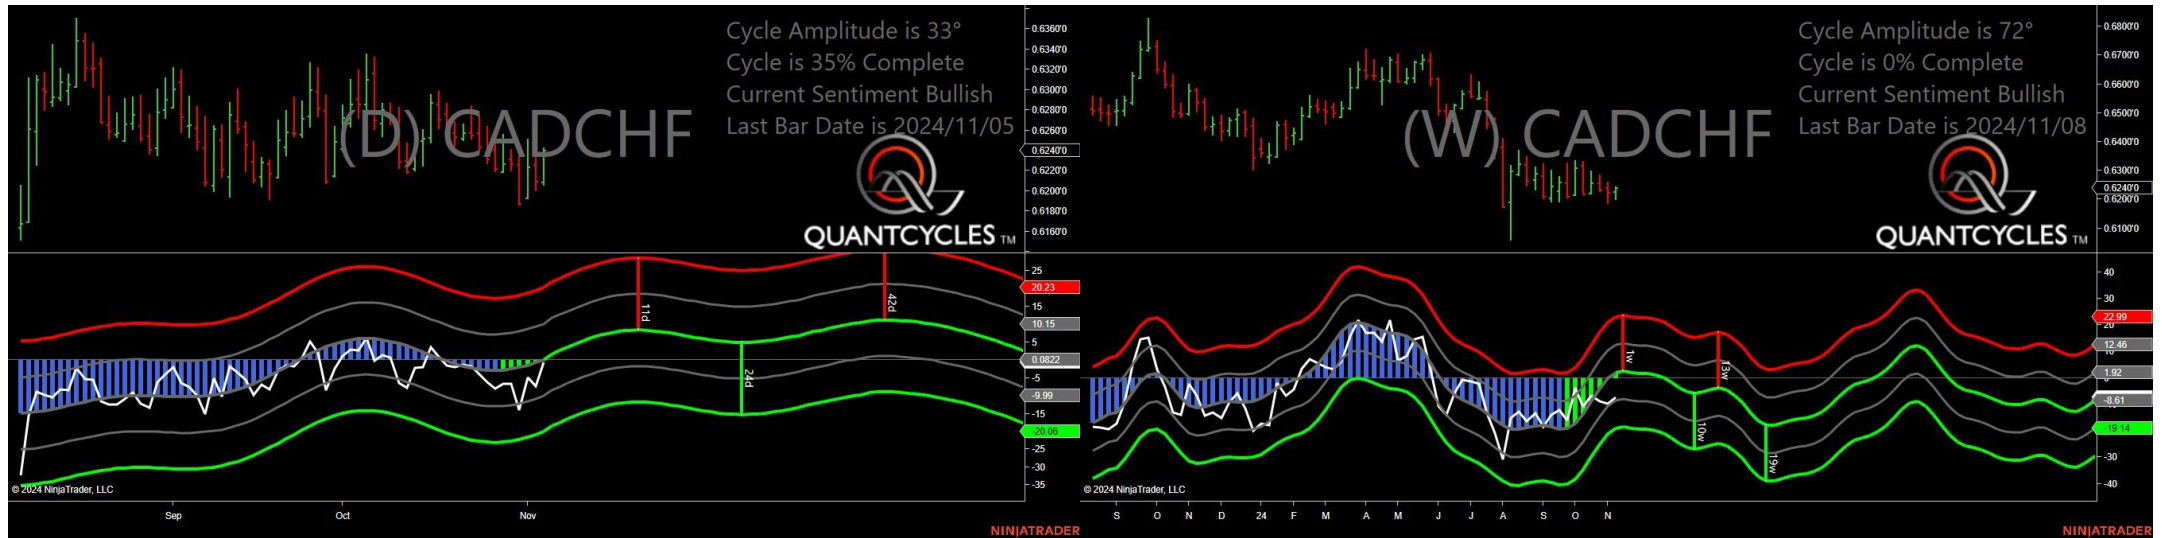 Cycle Amplitude is 33°
Cycle is 35% Complete
Current Sentiment Bullish
Last Bar Date is 2024/11/05
(D) CADCHF
QUANTCYCLES TM
0.6360'0
0.6340'0
0.6320'0
0.6300'0
0.6280'0
0.6260'0
0.6240'0
0.6220'0
0.6200'0
0.6180'0
0.6160'0
11d
24d
42d
25
20.23
15
10.15
5
0.0822
-5
-9.99
-15
-20.06
-25
-30
-35
© 2024 NinjaTrader, LLC
Sep
Oct
Nov
NINJATRADER
Cycle Amplitude is 72°
Cycle is 0% Complete
Current Sentiment Bullish
Last Bar Date is 2024/11/08
(W) CADCHF
QUANTCYCLES TM
0.6800'0
0.6700'0
0.6600'0
0.6500'0
0.6400'0
0.6300'0
0.6240'0
0.6200'0
0.6100'0
1w
10w
13w
19w
40
30
22.99
20
12.46
1.92
-8.61
-19.14
-30
-40
© 2024 NinjaTrader, LLC
S O N D 24 F M A M J J A S O N
NINJATRADER